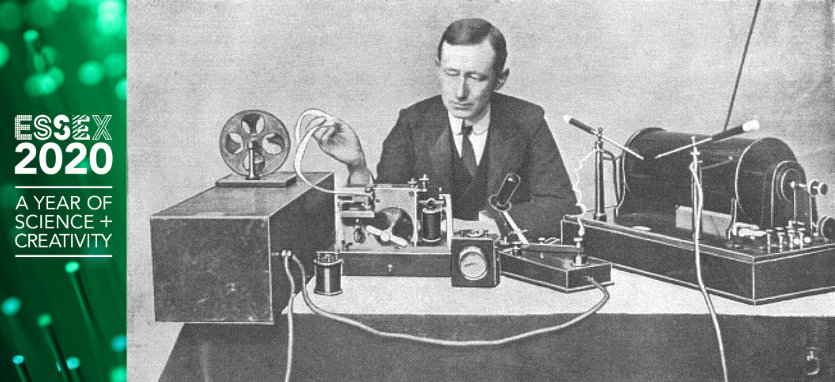 ESSEX
2020
A YEAR OF
SCIENCE +
CREATIVITY